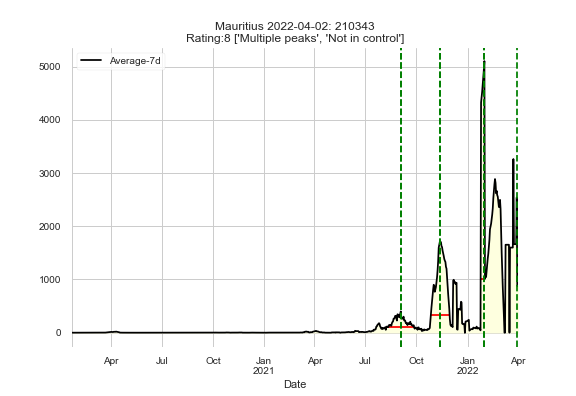 Mauritius 2022-04-02: 210343
Rating:8 ['Multiple peaks', 'Not in control']
Average-7d
5000
4000
3000
2000
1000
0
Apr Jul Oct Jan Apr Jul Oct Jan Apr
2021 2022
Date